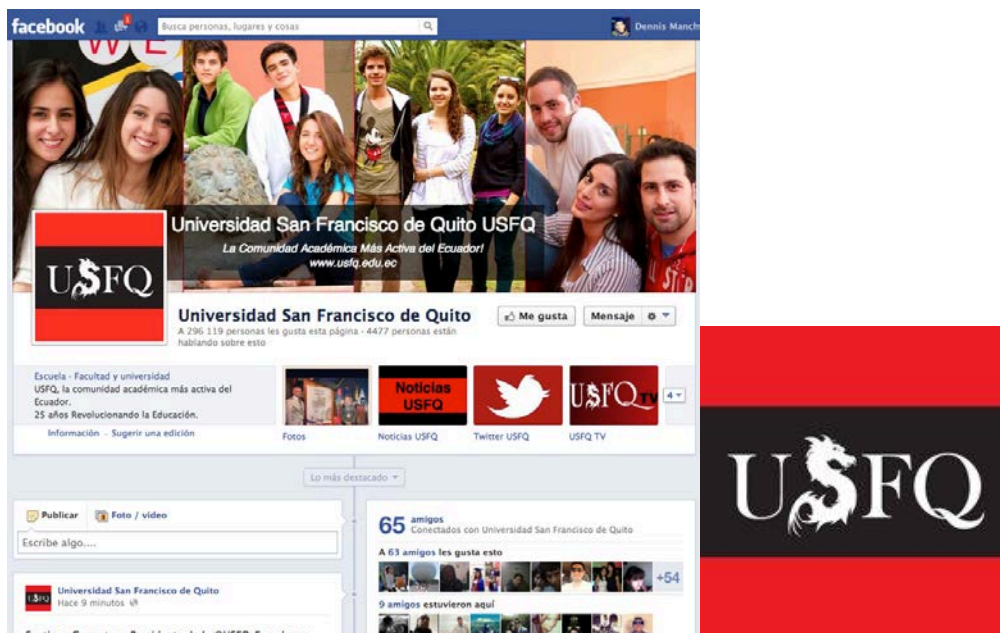 facebook
1
Busca personas, lugares y cosas
Dennis Manch
WE
Universidad San Francisco de Quito USFQ
La Comunidad Académica Más Activa del Ecuador!
www.usfq.edu.ec
USFQ
Universidad San Francisco de Quito
A 296 119 personas les gusta esta página · 4477 personas están
hablando sobre esto
Me gusta
Mensaje
Escuela · Facultad y universidad
USFQ, la comunidad académica más activa del
Ecuador.
25 años Revolucionando la Educación.
Información - Sugerir una edición
Noticias
USFQ
USFQ TV
4
Fotos
Noticias USFQ
Twitter USFQ
USFQ TV
Lo más destacado
Publicar
Foto / video
Escribe algo....
65 amigos
Conectados con Universidad San Francisco de Quito
A 63 amigos les gusta esto
+54
9 amigos estuvieron aquí
USFQ
Universidad San Francisco de Quito
Hace 9 minutos
USFQ